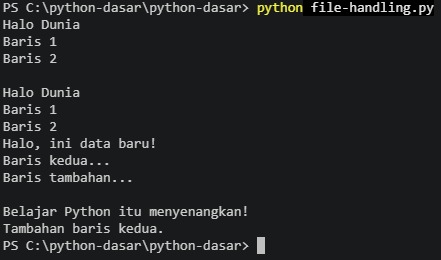 PS C:\python-dasar\python-dasar> python file-handling.py
Halo Dunia
Baris 1
Baris 2

Halo Dunia
Baris 1
Baris 2
Halo, ini data baru!
Baris kedua...
Baris tambahan...

Belajar Python itu menyenangkan!
Tambahan baris kedua.
PS C:\python-dasar\python-dasar>